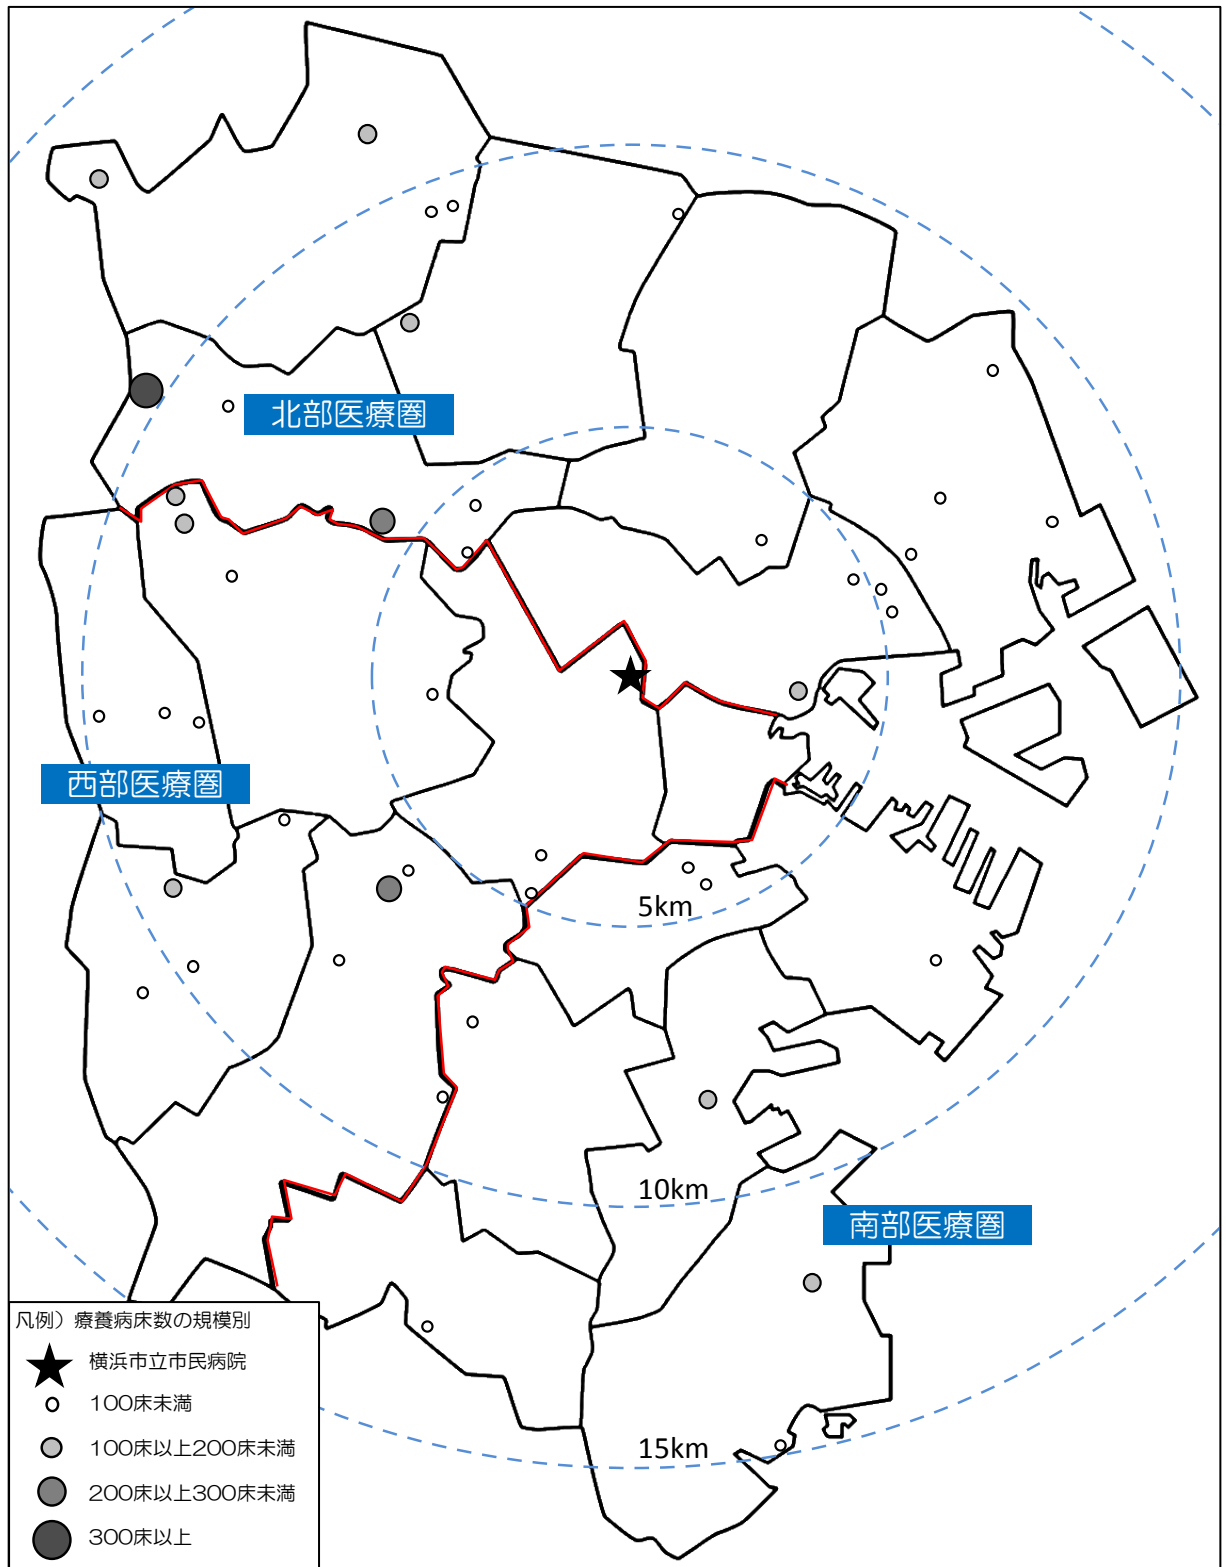 北部医療圏
西部医療圏
5km
10km
南部医療圏
15km
凡例）療養病床数の規模別
横浜市立市民病院
100床未満
100床以上200床未満
200床以上300床未満
300床以上